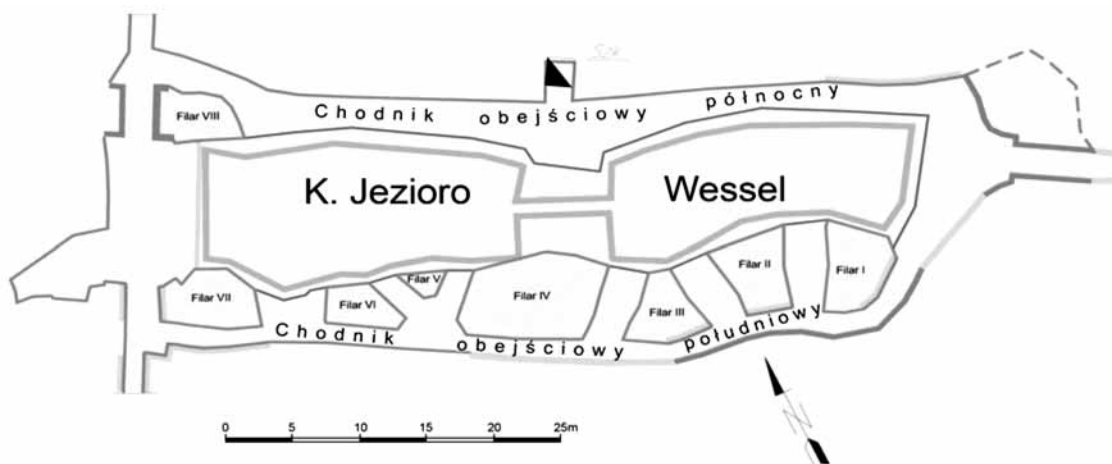 Filar VIII
Chodnik obejściowy północny
K. Jezioro Wessel
Filar VII
Filar VI
Filar V
Filar IV
Filar III
Filar II
Filar I
Chodnik obejściowy południowy
N
0 5 10 15 20 25m